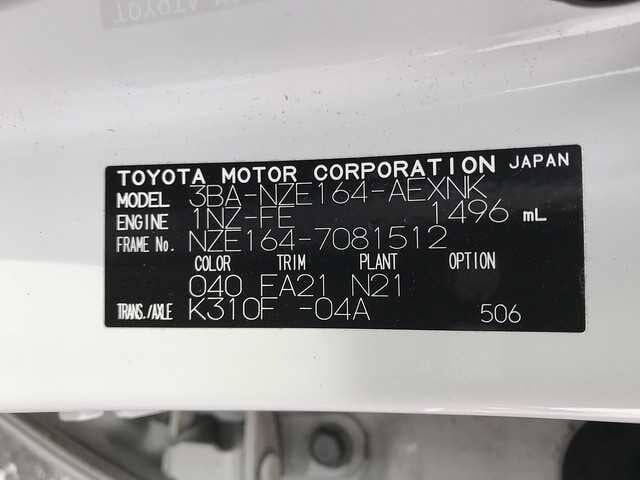 TOYOTA MOTOR CORPORATION JAPAN
MODEL 3BA-NZE164-AEXNK
ENGINE 1NZ-FE 1496 mL
FRAME No. NZE164-7081512
COLOR TRIM PLANT OPTION
040 FA21 N21
TRANS./AXLE K310F -04A 506